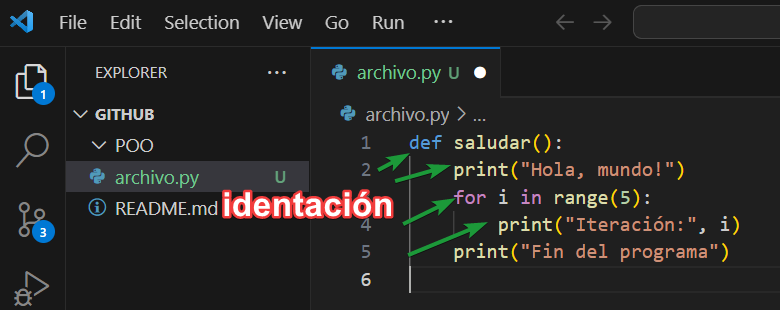 File Edit Selection View Go Run ...
EXPLORER ...
archivo.py U
GITHUB
archivo.py > ...
POO
1 def saludar():
archivo.py U
2 print("Hola, mundo!")
README.md
3 for i in range(5):
identación
4 print("Iteración:", i)
5 print("Fin del programa")
6
1
3